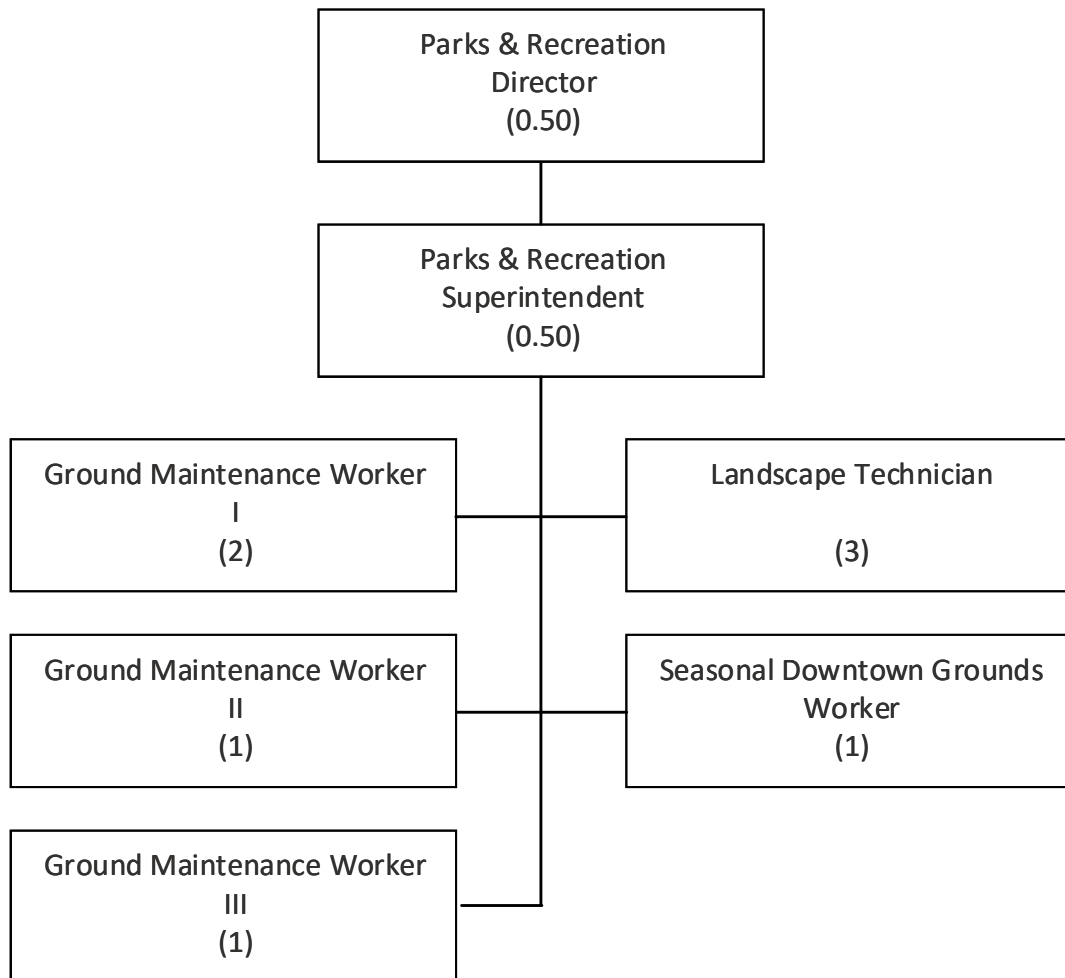 Parks & Recreation
Director
(0.50)
Parks & Recreation
Superintendent
(0.50)
Ground Maintenance Worker
I
(2)
Landscape Technician
(3)
Ground Maintenance Worker
II
(1)
Seasonal Downtown Grounds
Worker
(1)
Ground Maintenance Worker
III
(1)